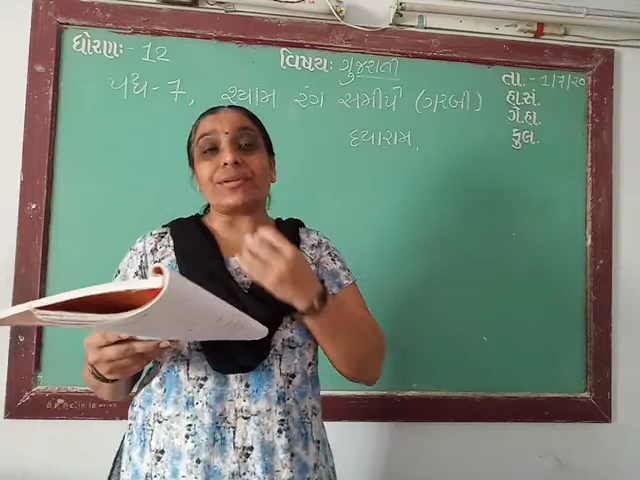 ધોરણઃ- 12
વિષયઃ ગુજરાતી
તા. - 1/7/20
હા.સં.
ગે.હા.
કુલ.
પદ્ય - 7, શ્યામ રંગ સમીપે (ગરબી)
દયારામ.